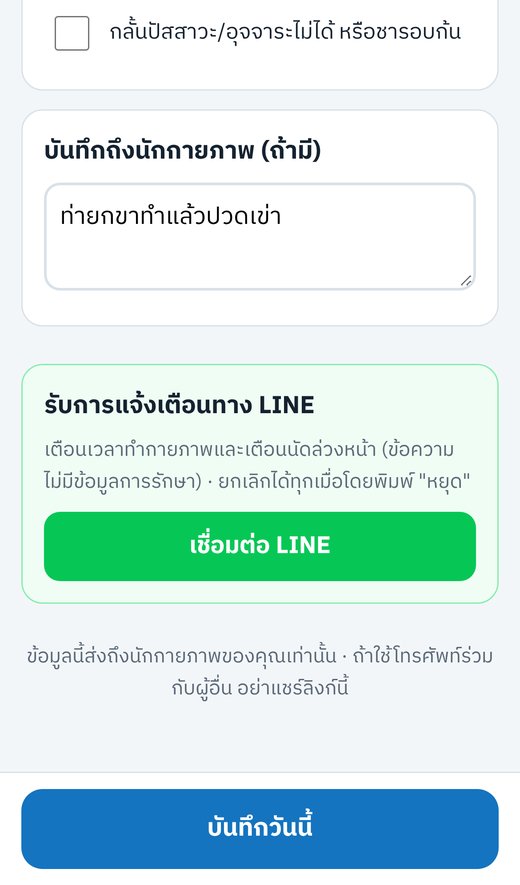 กลั้นปัสสาวะ/อุจจาระไม่ได้ หรือชารอบก้น
บันทึกถึงนักกายภาพ (ถ้ามี)
ท่ายกขาทำแล้วปวดเข่า
รับการแจ้งเตือนทาง LINE
เตือนเวลาทำกายภาพและเตือนนัดล่วงหน้า (ข้อความ
ไม่มีข้อมูลการรักษา) · ยกเลิกได้ทุกเมื่อโดยพิมพ์ "หยุด"
เชื่อมต่อ LINE
ข้อมูลนี้ส่งถึงนักกายภาพของคุณเท่านั้น · ถ้าใช้โทรศัพท์ร่วม
กับผู้อื่น อย่าแชร์ลิงก์นี้
บันทึกวันนี้